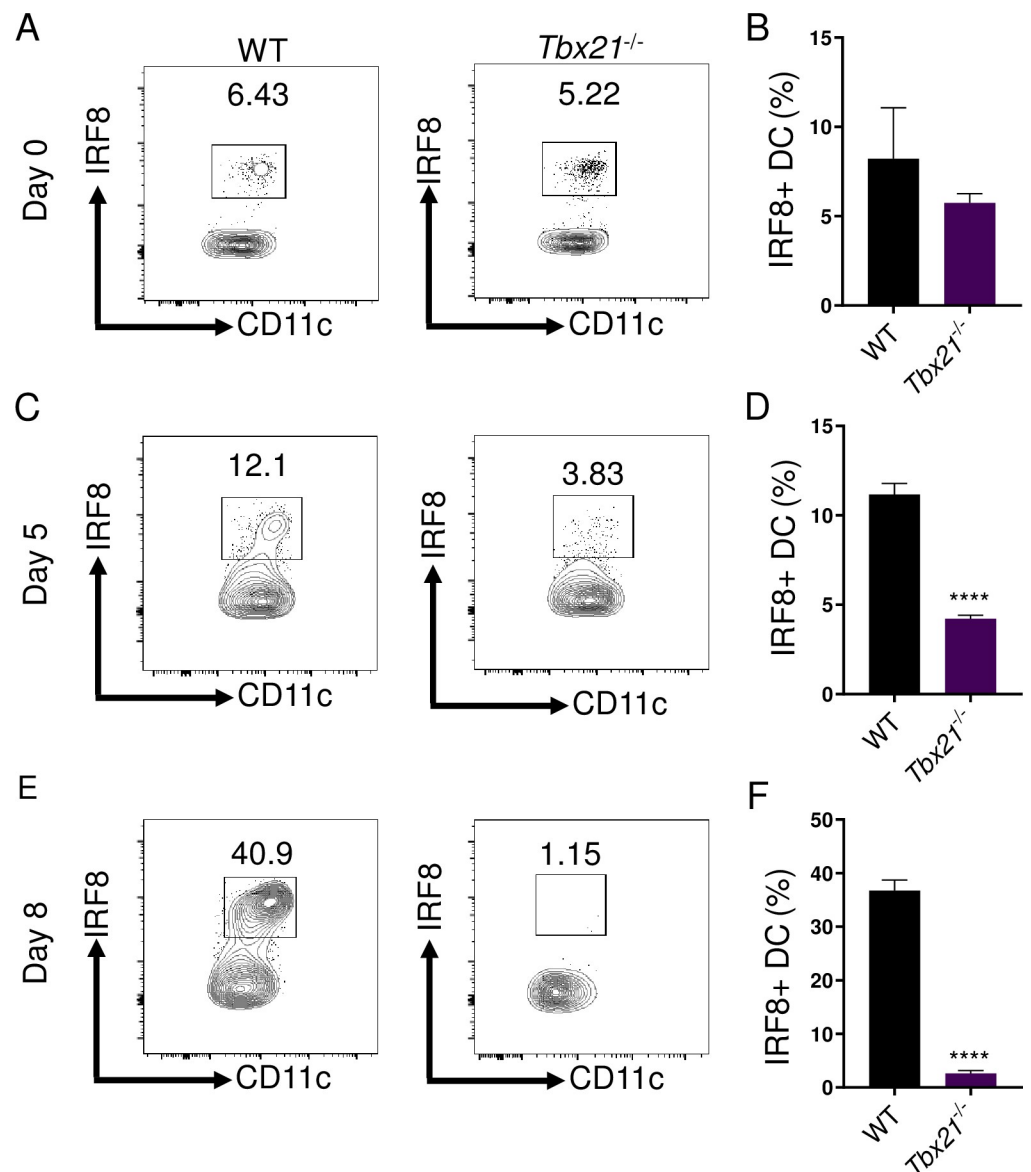 A
WT
Tbx21-/-
Day 0
IRF8
6.43
CD11c
IRF8
5.22
CD11c
B
IRF8+ DC (%)
15
10
5
0
WT
Tbx21-/-
C
Day 5
IRF8
12.1
CD11c
IRF8
3.83
CD11c
D
IRF8+ DC (%)
15
10
5
0
****
WT
Tbx21-/-
E
Day 8
IRF8
40.9
CD11c
IRF8
1.15
CD11c
F
IRF8+ DC (%)
50
40
30
20
10
0
****
WT
Tbx21-/-